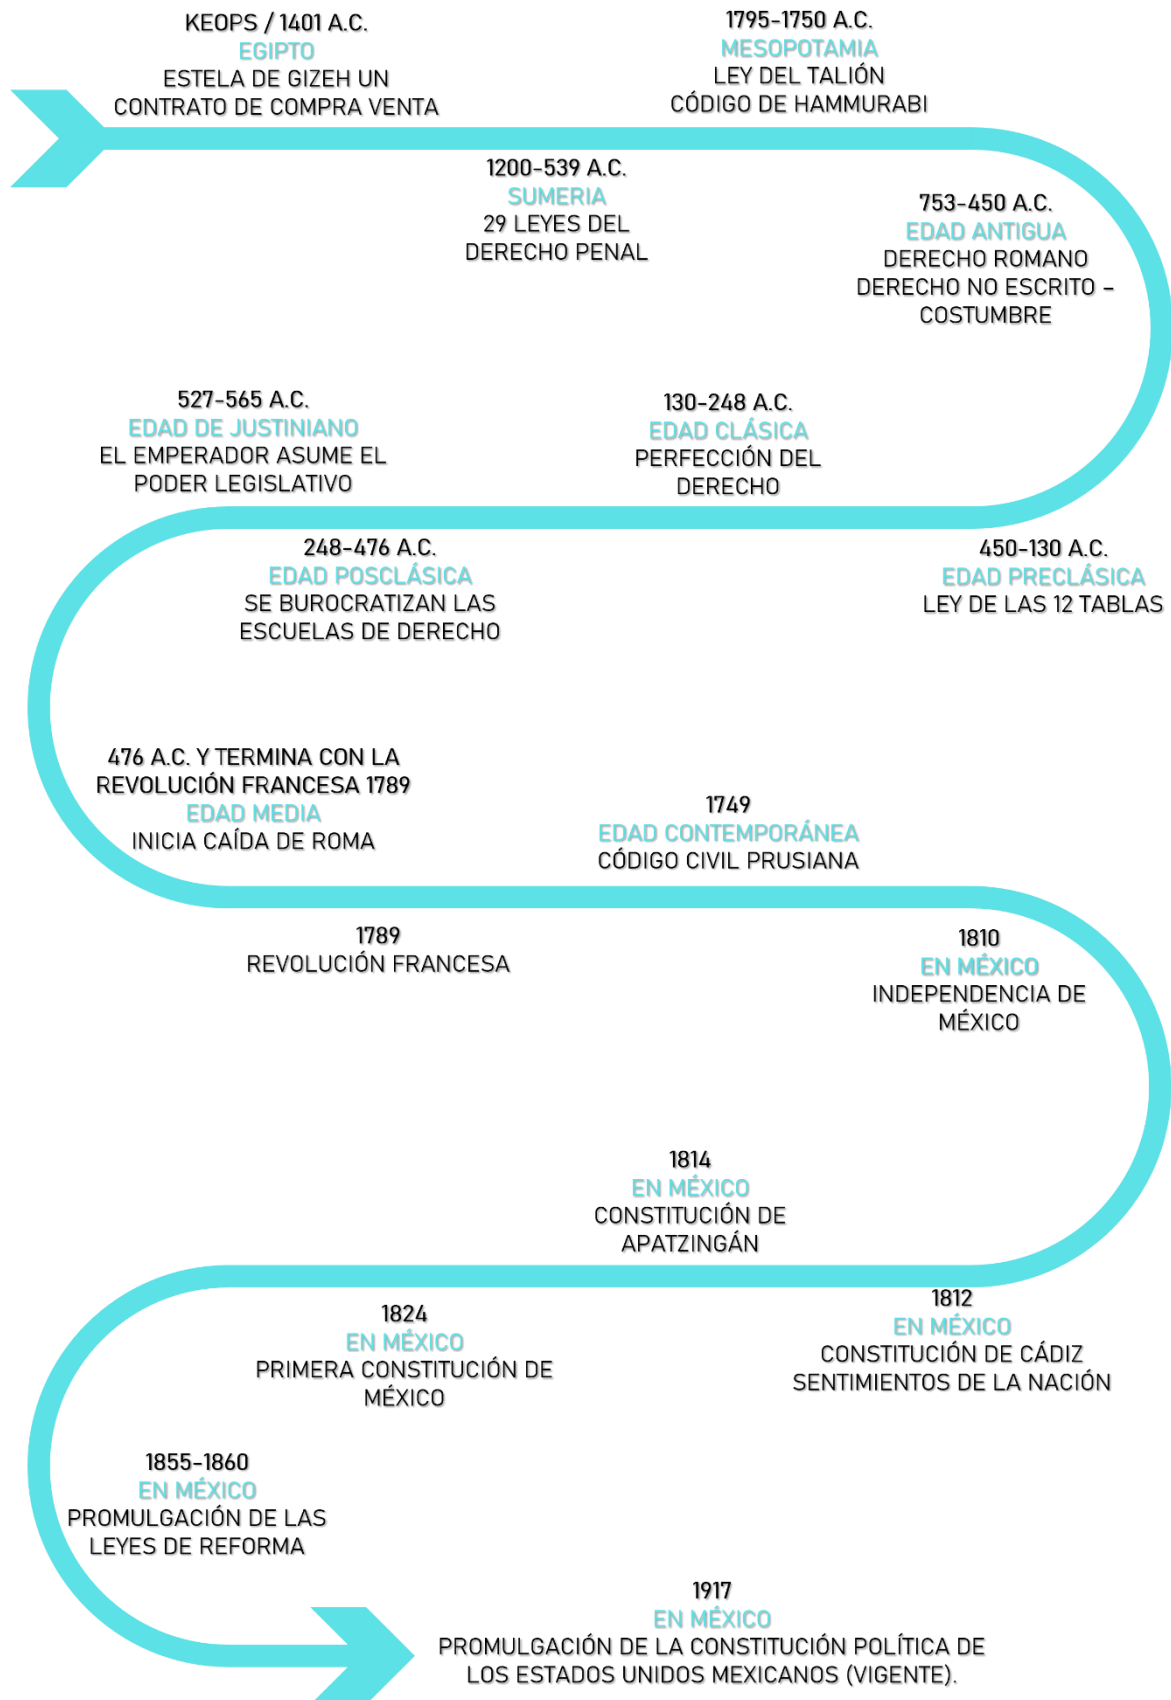 KEOPS / 1401 A.C.
EGIPTO
ESTELA DE GIZEH UN
CONTRATO DE COMPRA VENTA
1200-539 A.C.
SUMERIA
29 LEYES DEL
DERECHO PENAL
1795-1750 A.C.
MESOPOTAMIA
LEY DEL TALIÓN
CÓDIGO DE HAMMURABI
753-450 A.C.
EDAD ANTIGUA
DERECHO ROMANO
DERECHO NO ESCRITO –
COSTUMBRE
450-130 A.C.
EDAD PRECLÁSICA
LEY DE LAS 12 TABLAS
130-248 A.C.
EDAD CLÁSICA
PERFECCIÓN DEL
DERECHO
248-476 A.C.
EDAD POSCLÁSICA
SE BUROCRATIZAN LAS
ESCUELAS DE DERECHO
527-565 A.C.
EDAD DE JUSTINIANO
EL EMPERADOR ASUME EL
PODER LEGISLATIVO
476 A.C. Y TERMINA CON LA
REVOLUCIÓN FRANCESA 1789
EDAD MEDIA
INICIA CAÍDA DE ROMA
1789
REVOLUCIÓN FRANCESA
1749
EDAD CONTEMPORÁNEA
CÓDIGO CIVIL PRUSIANA
1810
EN MÉXICO
INDEPENDENCIA DE
MÉXICO
1812
EN MÉXICO
CONSTITUCIÓN DE CÁDIZ
SENTIMIENTOS DE LA NACIÓN
1814
EN MÉXICO
CONSTITUCIÓN DE
APATZINGÁN
1824
EN MÉXICO
PRIMERA CONSTITUCIÓN DE
MÉXICO
1855-1860
EN MÉXICO
PROMULGACIÓN DE LAS
LEYES DE REFORMA
1917
EN MÉXICO
PROMULGACIÓN DE LA CONSTITUCIÓN POLÍTICA DE
LOS ESTADOS UNIDOS MEXICANOS (VIGENTE).